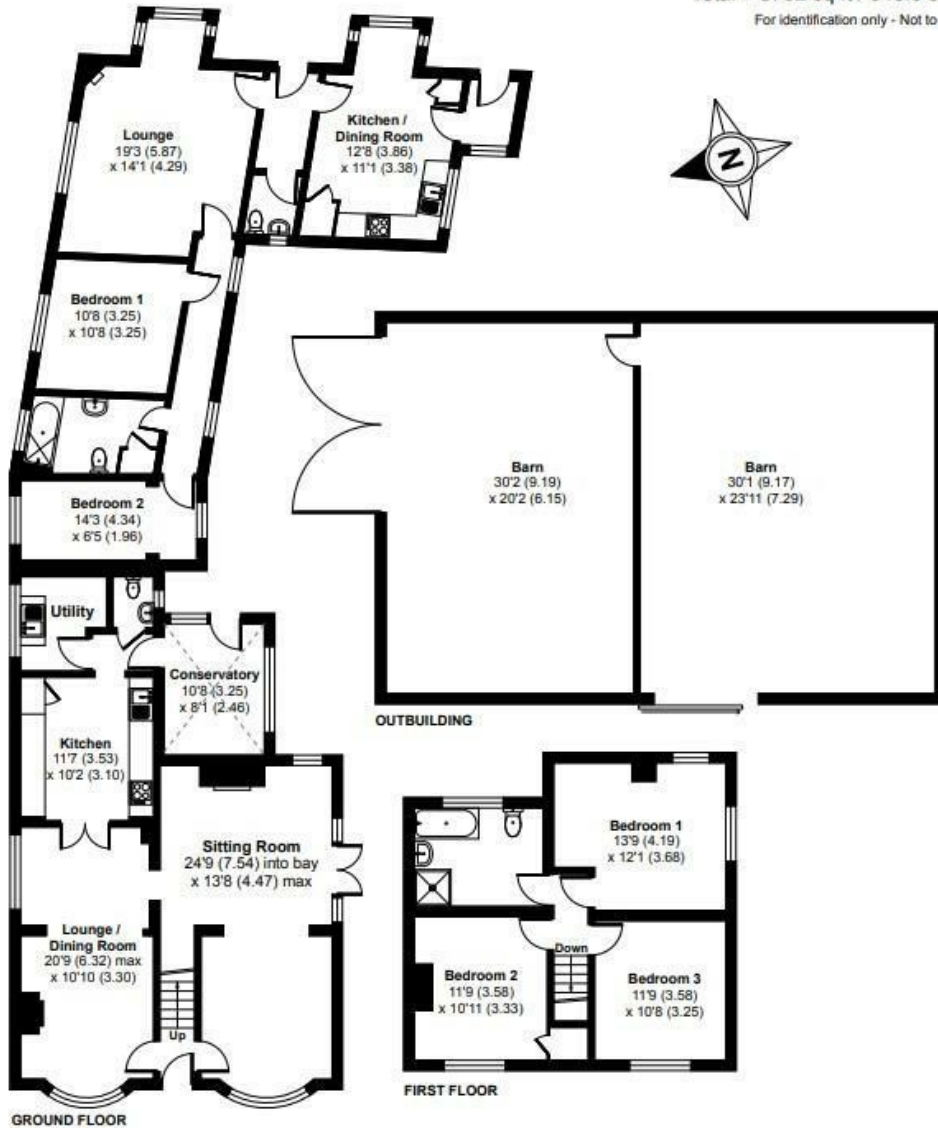 For identification only - Not to
Lounge
19'3 (5.87)
x 14'1 (4.29)
Kitchen /
Dining Room
12'8 (3.86)
x 11'1 (3.38)
N
Bedroom 1
10'8 (3.25)
x 10'8 (3.25)
Bedroom 2
14'3 (4.34)
x 6'5 (1.96)
Barn
30'2 (9.19)
x 20'2 (6.15)
Barn
30'1 (9.17)
x 23'11 (7.29)
Utility
Conservatory
10'8 (3.25)
x 8'1 (2.46)
OUTBUILDING
Kitchen
11'7 (3.53)
x 10'2 (3.10)
Sitting Room
24'9 (7.54) into bay
x 13'8 (4.47) max
Lounge /
Dining Room
20'9 (6.32) max
x 10'10 (3.30)
Up
GROUND FLOOR
Bedroom 1
13'9 (4.19)
x 12'1 (3.68)
Down
Bedroom 2
11'9 (3.58)
x 10'11 (3.33)
Bedroom 3
11'9 (3.58)
x 10'8 (3.25)
FIRST FLOOR